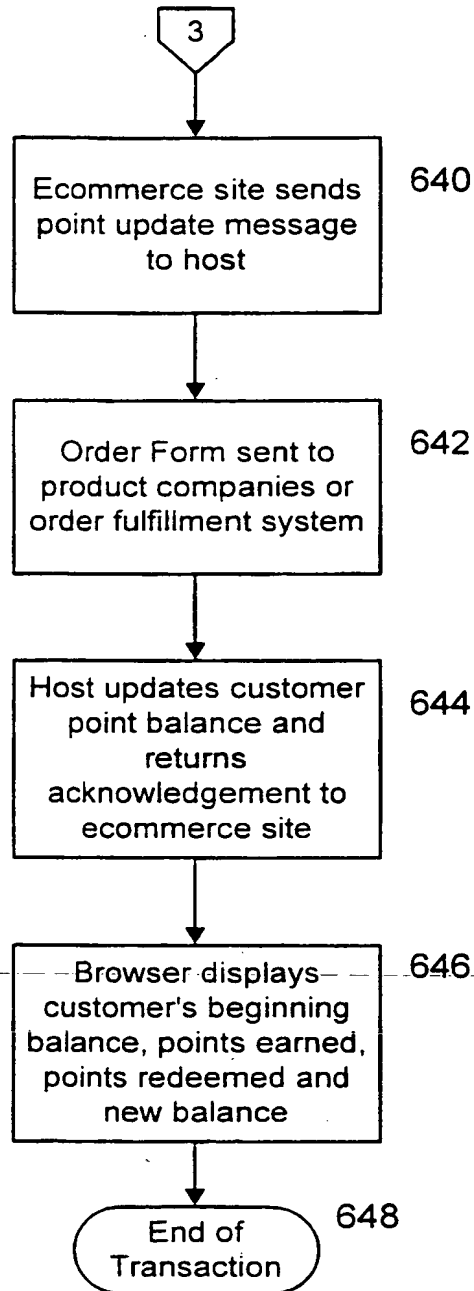 3
Ecommerce site sends
point update message
to host
640
Order Form sent to
product companies or
order fulfillment system
642
Host updates customer
point balance and
returns
acknowledgement to
ecommerce site
644
Browser displays
customer's beginning
balance, points earned,
points redeemed and
new balance
646
End of
Transaction
648